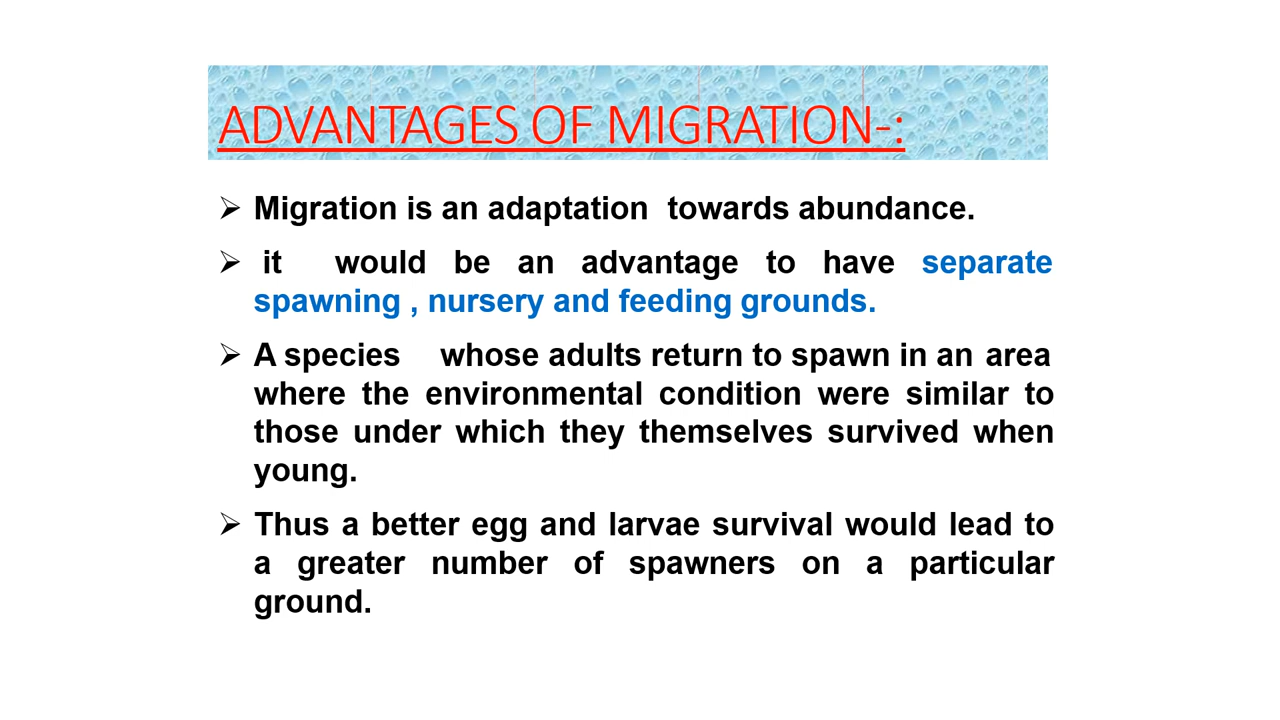 ADVANTAGES OF MIGRATION-:
➢ Migration is an adaptation towards abundance.
➢ it would be an advantage to have separate
spawning , nursery and feeding grounds.
➢ A species whose adults return to spawn in an area
where the environmental condition were similar to
those under which they themselves survived when
young.
➢ Thus a better egg and larvae survival would lead to
a greater number of spawners on a particular
ground.